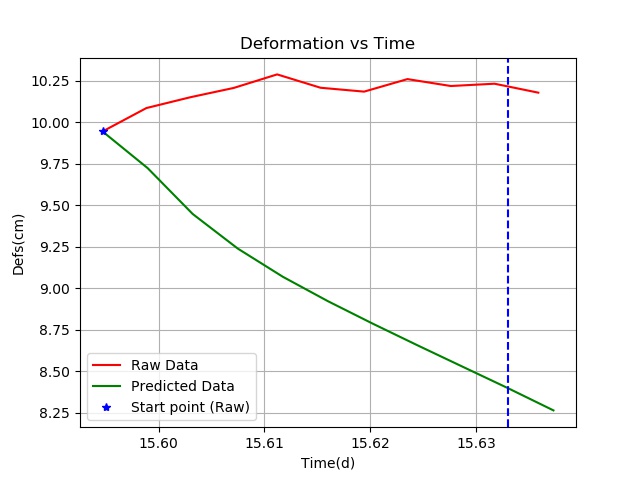 Deformation vs Time
10.25
10.00
9.75
9.50
9.25
9.00
8.75
8.50
8.25
Defs(cm)
Raw Data
Predicted Data
Start point (Raw)
15.60 15.61 15.62 15.63
Time(d)